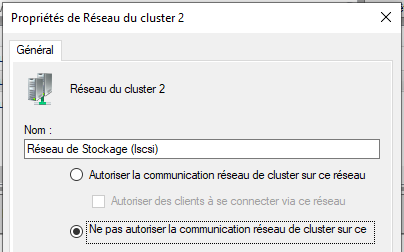 Propriétés de Réseau du cluster 2
Général
Réseau du cluster 2
Nom :
Réseau de Stockage (Iscsi)
Autoriser la communication réseau de cluster sur ce réseau
Autoriser des clients à se connecter via ce réseau
Ne pas autoriser la communication réseau de cluster sur ce